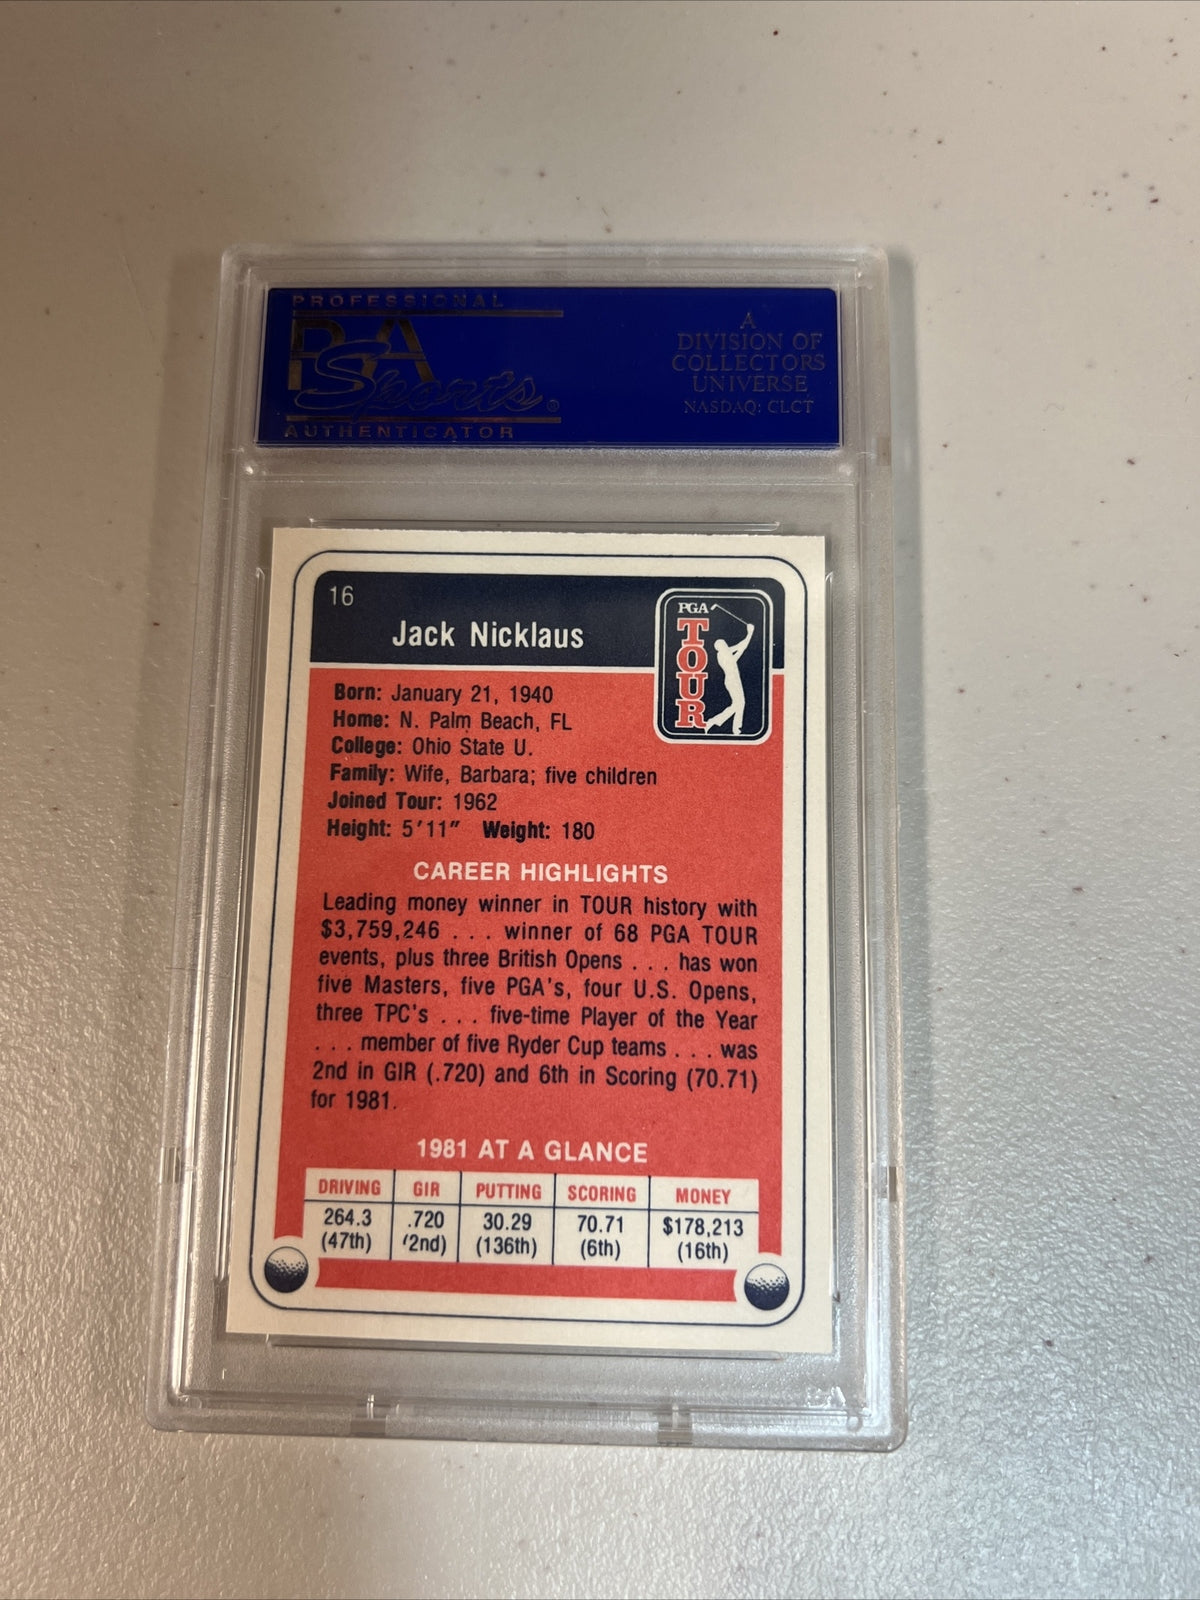 PROFESSIONAL
PSA
Sports®
AUTHENTICATOR
A
DIVISION OF
COLLECTORS
UNIVERSE
NASDAQ: CLCT
16
Jack Nicklaus
PGA
TOUR
Born: January 21, 1940
Home: N. Palm Beach, FL
College: Ohio State U.
Family: Wife, Barbara; five children
Joined Tour: 1962
Height: 5'11" Weight: 180
CAREER HIGHLIGHTS
Leading money winner in TOUR history with
$3,759,246 . . . winner of 68 PGA TOUR
events, plus three British Opens . . . has won
five Masters, five PGA's, four U.S. Opens,
three TPC's . . . five-time Player of the Year
. . . member of five Ryder Cup teams . . . was
2nd in GIR (.720) and 6th in Scoring (70.71)
for 1981.
1981 AT A GLANCE
DRIVING GIR PUTTING SCORING MONEY
264.3 .720 30.29 70.71 $178,213
(47th) (2nd) (136th) (6th) (16th)